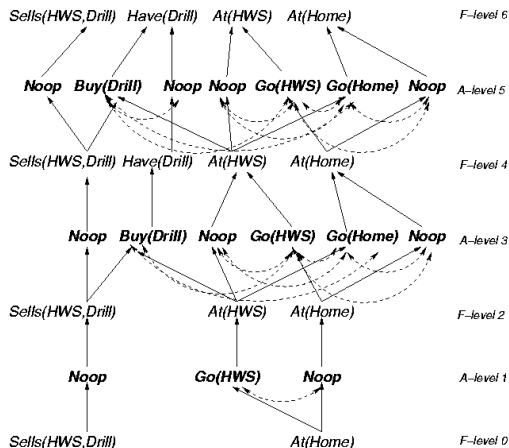 Sells(HWS,Drill) Have(Drill) At(HWS) At(Home) F-level 6
Noop Buy(Drill) Noop Noop Go(HWS) Go(Home) Noop A-level 5
Sells(HWS,Drill) Have(Drill) At(HWS) At(Home) F-level 4
Noop Buy(Drill) Noop Go(HWS) Go(Home) Noop A-level 3
Sells(HWS,Drill) At(HWS) At(Home) F-level 2
Noop Go(HWS) Noop A-level 1
Sells(HWS,Drill) At(Home) F-level 0